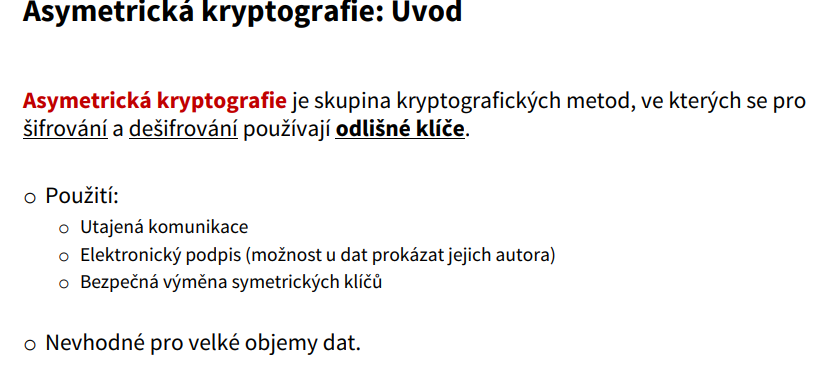 Asymetrická kryptografie: Úvod
Asymetrická kryptografie je skupina kryptografických metod, ve kterých se pro
šifrování a dešifrování používají odlišné klíče.
o Použití:
o Utajená komunikace
o Elektronický podpis (možnost u dat prokázat jejich autora)
o Bezpečná výměna symetrických klíčů
o Nevhodné pro velké objemy dat.